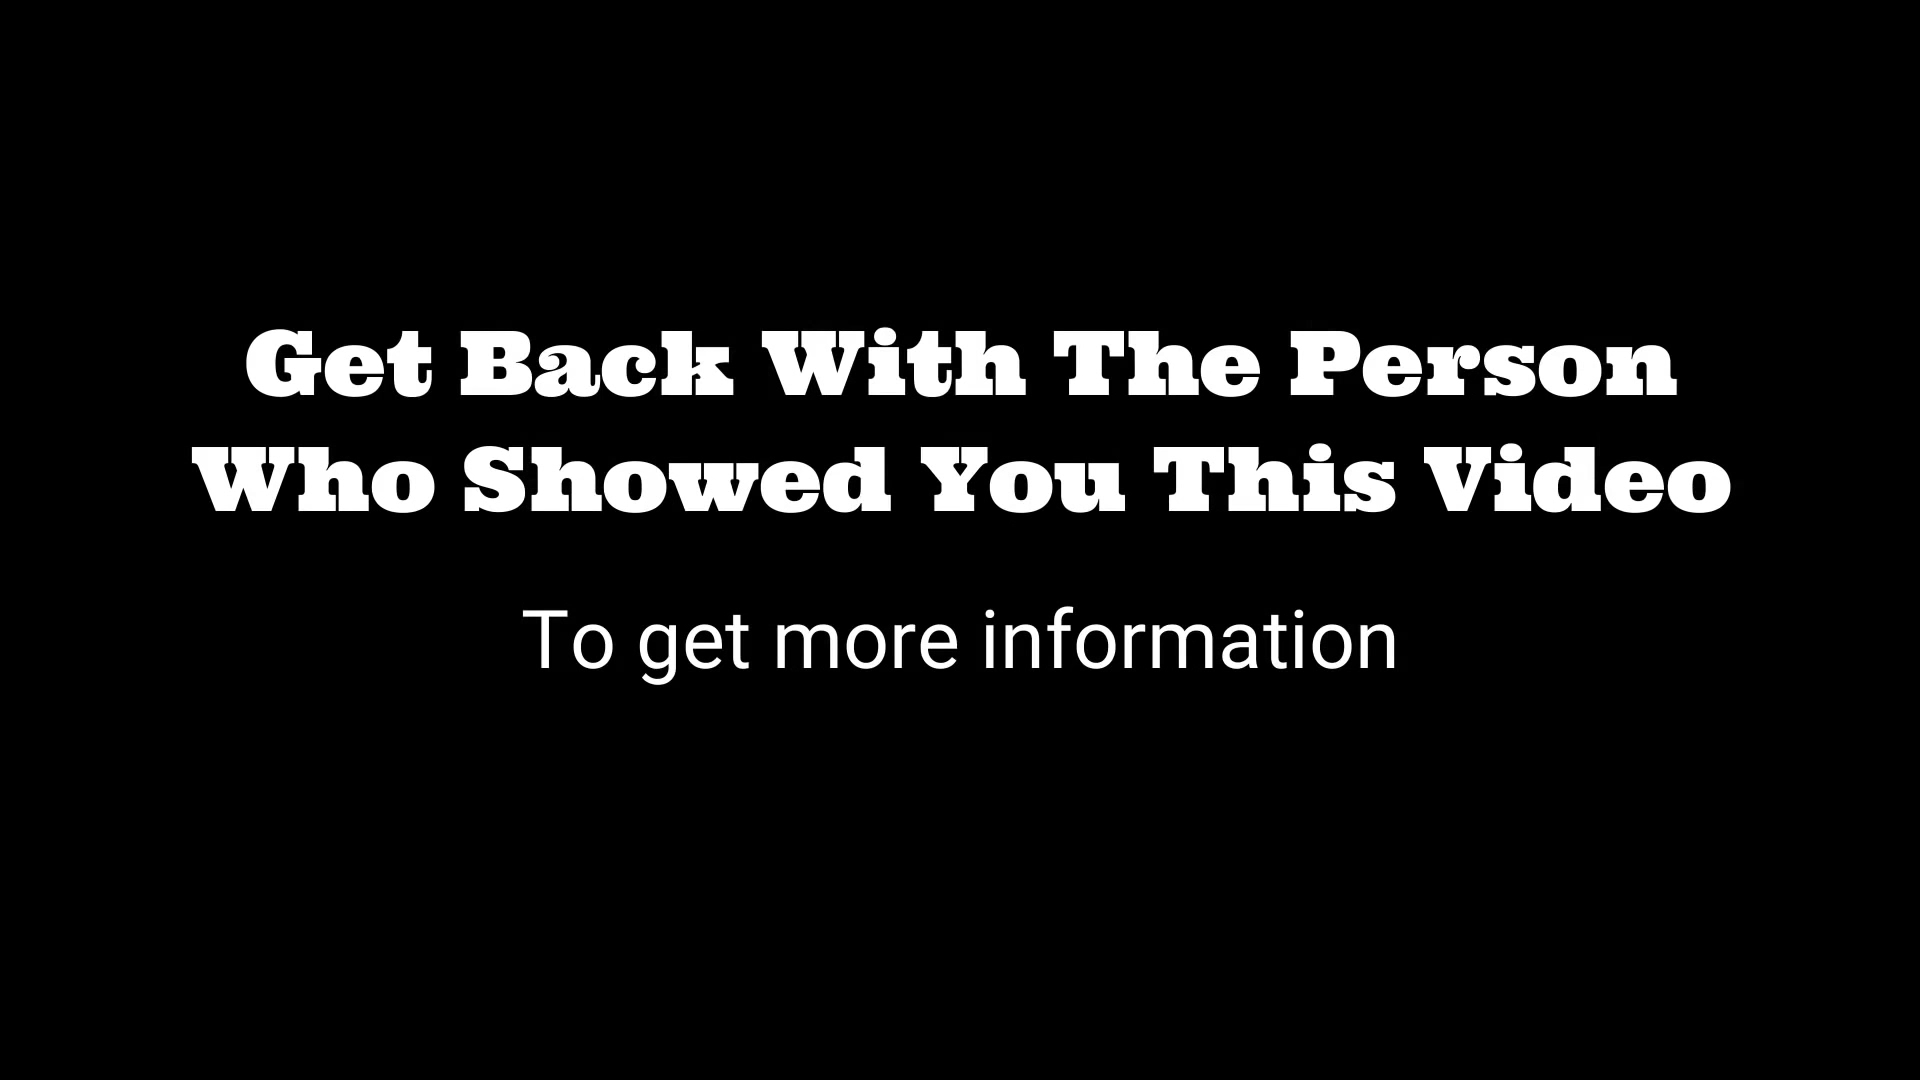 Get Back With The Person
Who Showed You This Video
To get more information